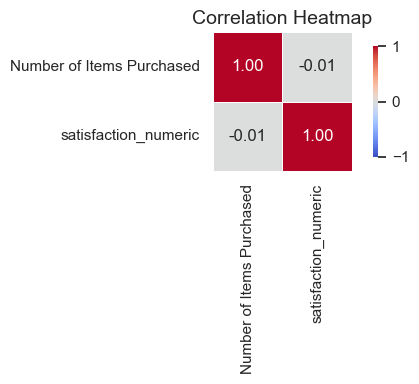 Correlation Heatmap
Number of Items Purchased
1.00
-0.01
1
satisfaction_numeric
-0.01
1.00
0
−1
Number of Items Purchased
satisfaction_numeric